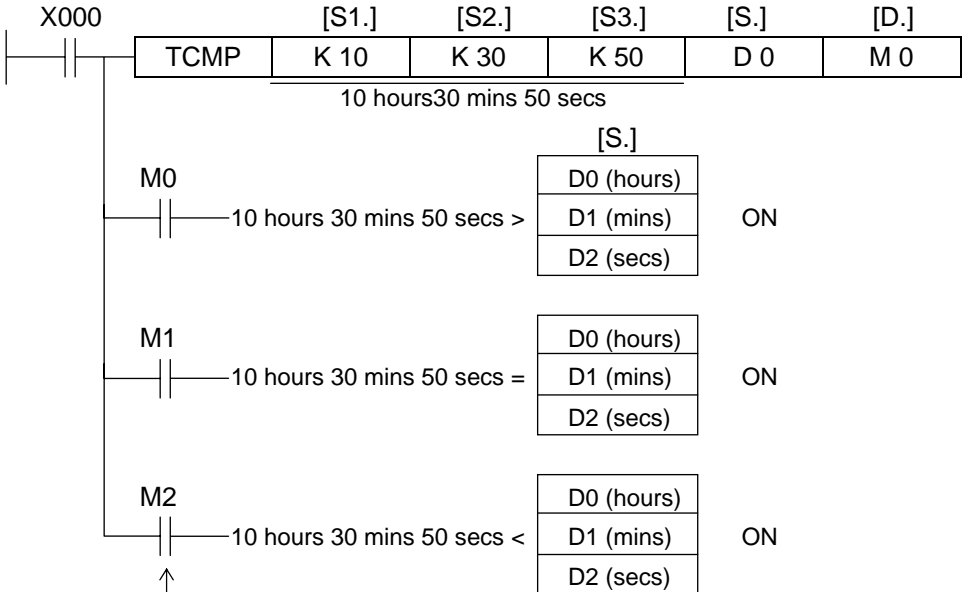 X000 [S1.] [S2.] [S3.] [S.] [D.]
TCMP K 10 K 30 K 50 D 0 M 0
10 hours30 mins 50 secs
[S.]
M0 D0 (hours)
10 hours 30 mins 50 secs > D1 (mins) ON
D2 (secs)
M1 D0 (hours)
10 hours 30 mins 50 secs = D1 (mins) ON
D2 (secs)
M2 D0 (hours)
10 hours 30 mins 50 secs < D1 (mins) ON
D2 (secs)